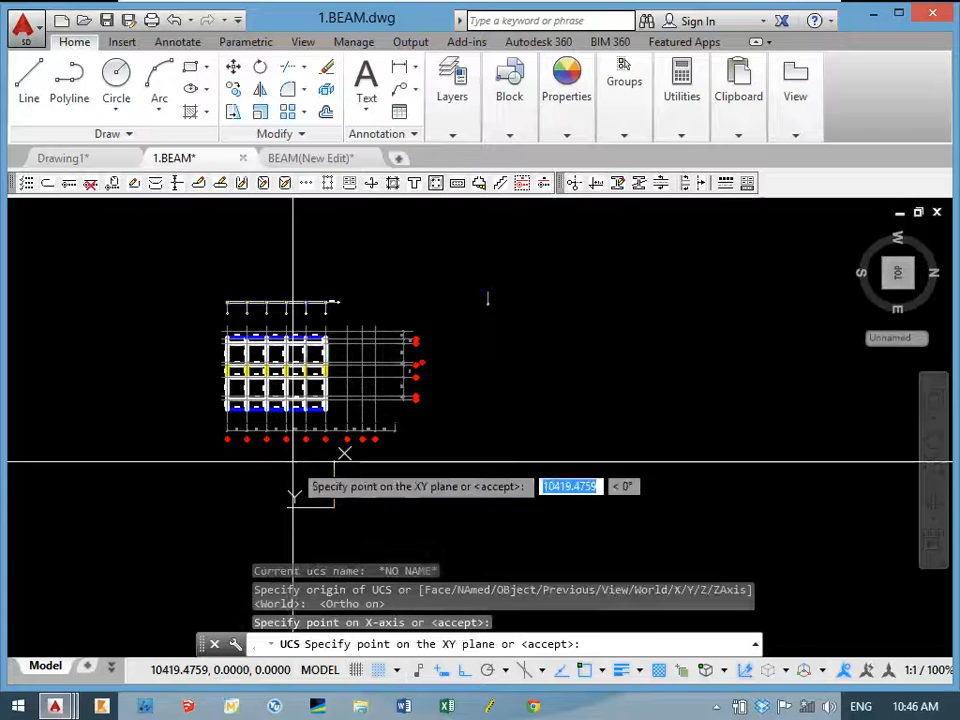 1.BEAM.dwg
Type a keyword or phrase
Sign In
SD
Home Insert Annotate Parametric View Manage Output Add-ins Autodesk 360 BIM 360 Featured Apps
Line Polyline Circle Arc Text Layers Block Properties Groups Utilities Clipboard View
Draw Modify Annotation
Drawing1* 1.BEAM* BEAM(New Edit)*
W
S TOP N
E
Unnamed
X
Y
Specify point on the XY plane or <accept>: 10419.4759 < 0°
Current ucs name: *NO NAME*
Specify origin of UCS or [Face/NAmed/OBject/Previous/View/World/X/Y/Z/ZAxis]
<World>: <Ortho on>
Specify point on X-axis or <accept>:
UCS Specify point on the XY plane or <accept>:
Model 10419.4759, 0.0000, 0.0000 MODEL 1:1 / 100%
ENG 10:46 AM